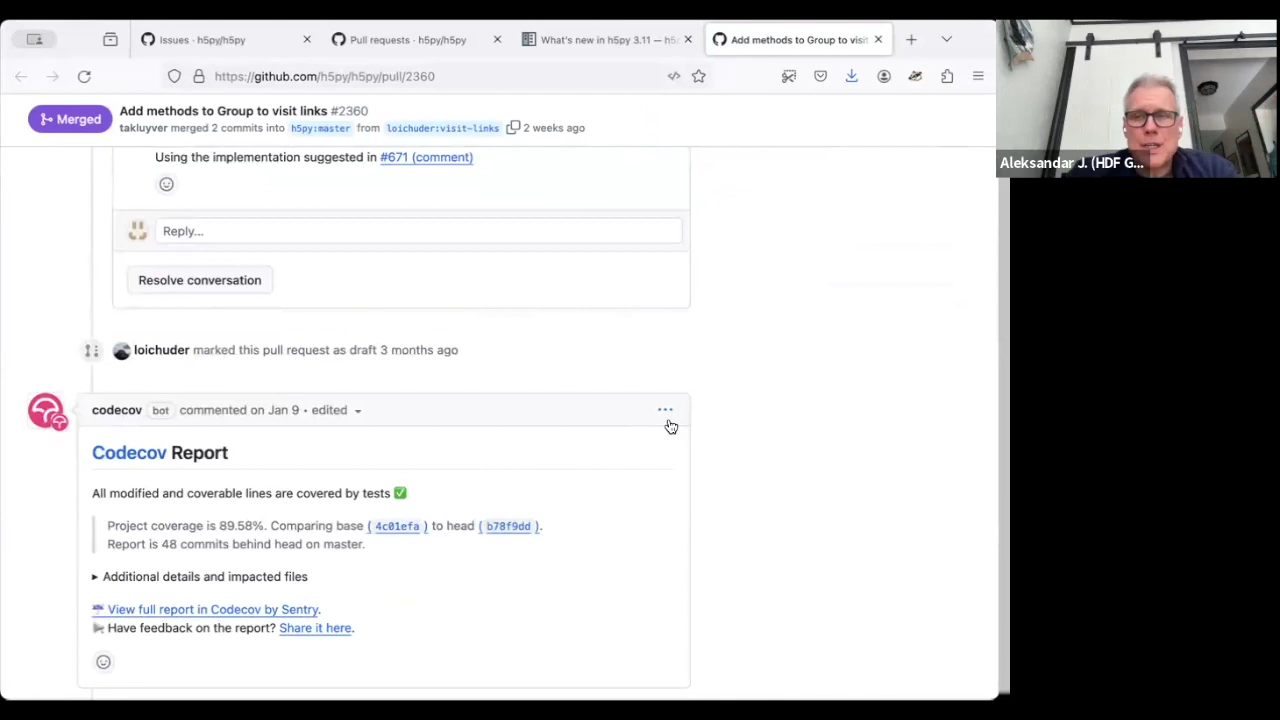 Issues · h5py/h5py
Pull requests · h5py/h5py
What's new in h5py 3.11 — h5
Add methods to Group to visit
https://github.com/h5py/h5py/pull/2360
Merged
Add methods to Group to visit links #2360
takluyver merged 2 commits into h5py:master from loichuder:visit-links 2 weeks ago
Aleksandar J. (HDF G...
Using the implementation suggested in #671 (comment)
Reply...
Resolve conversation
loichuder marked this pull request as draft 3 months ago
codecov bot commented on Jan 9 • edited
Codecov Report
All modified and coverable lines are covered by tests ✅
Project coverage is 89.58%. Comparing base (4c01efa) to head (b78f9dd).
Report is 48 commits behind head on master.
Additional details and impacted files
View full report in Codecov by Sentry.
Have feedback on the report? Share it here.